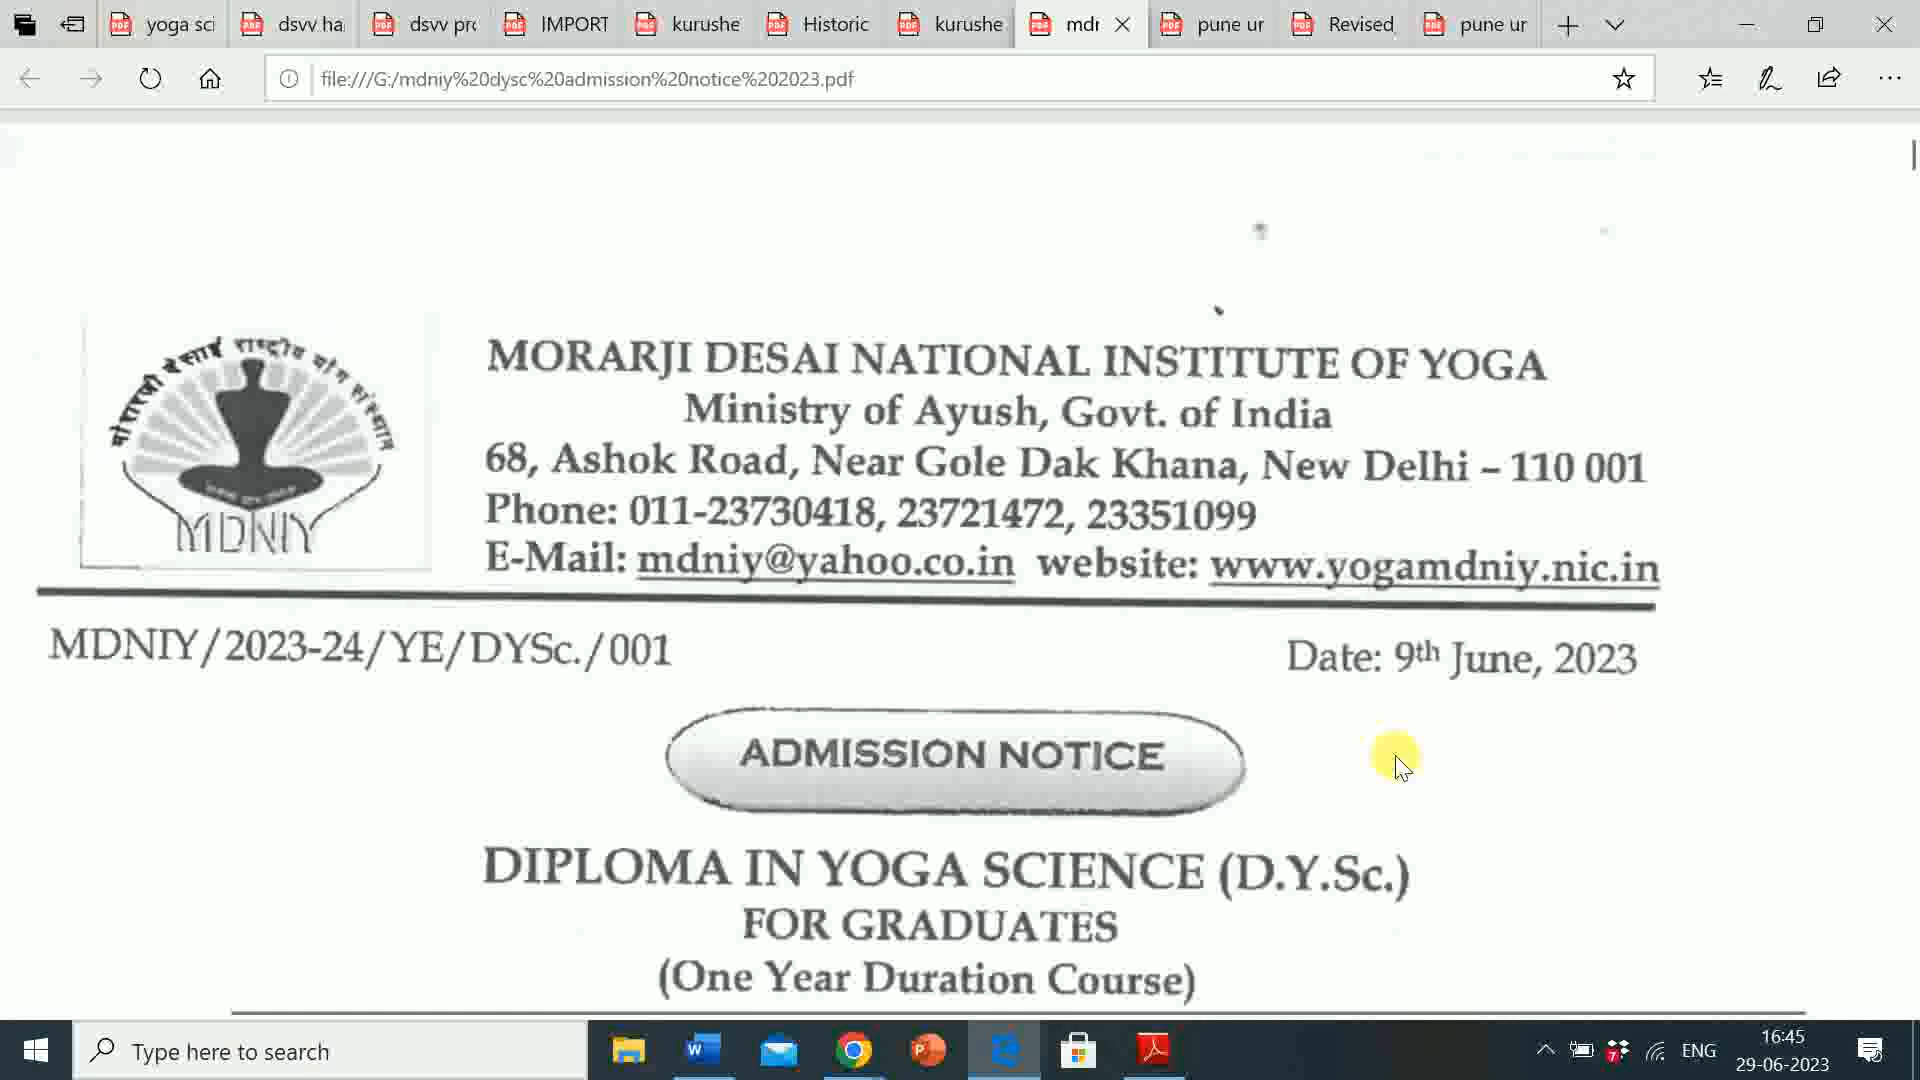 yoga sci
dsvv ha
dsvv pro
IMPORT
kurushe
Historic
kurushe
mdr
pune ur
Revised
pune ur
file:///G:/mdniy%20dysc%20admission%20notice%202023.pdf
मोरारजी देसाई राष्ट्रीय योग संस्थान
MDNIY
MORARJI DESAI NATIONAL INSTITUTE OF YOGA
Ministry of Ayush, Govt. of India
68, Ashok Road, Near Gole Dak Khana, New Delhi – 110 001
Phone: 011-23730418, 23721472, 23351099
E-Mail: mdniy@yahoo.co.in website: www.yogamdniy.nic.in
MDNIY/2023-24/YE/DYSc./001
Date: 9th June, 2023
ADMISSION NOTICE
DIPLOMA IN YOGA SCIENCE (D.Y.Sc.)
FOR GRADUATES
(One Year Duration Course)
Type here to search
ENG
16:45
29-06-2023